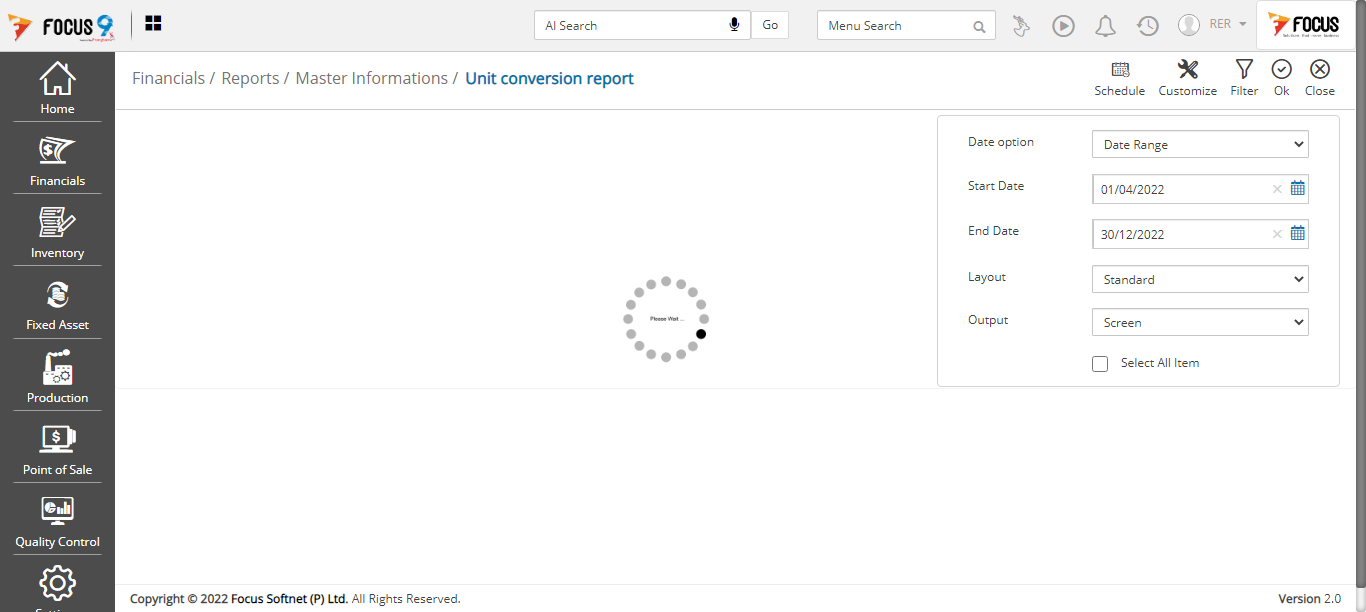 FOCUS 9
AI Search
Go
Menu Search
RER
FOCUS
Home
Financials
Inventory
Fixed Asset
Production
Point of Sale
Quality Control
Financials / Reports / Master Informations / Unit conversion report
Schedule
Customize
Filter
Ok
Close
Please Wait ...
Date option
Date Range
Start Date
01/04/2022
End Date
30/12/2022
Layout
Standard
Output
Screen
Select All Item
Copyright © 2022 Focus Softnet (P) Ltd. All Rights Reserved.
Version 2.0